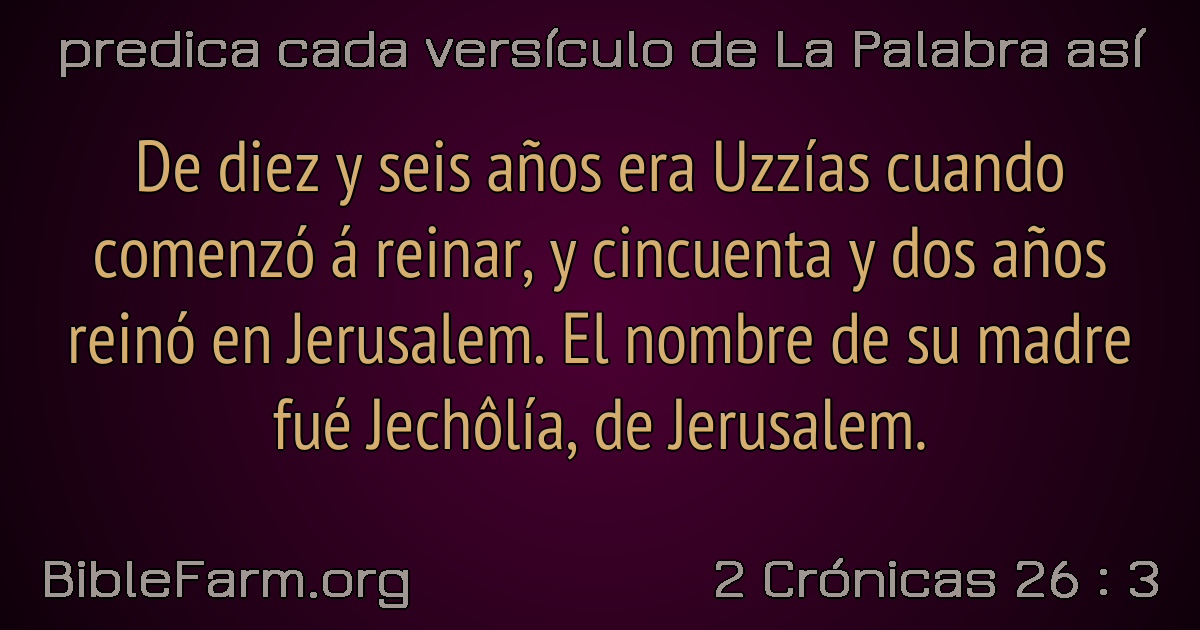 predica cada versículo de La Palabra así
De diez y seis años era Uzzías cuando
comenzó á reinar, y cincuenta y dos años
reinó en Jerusalem. El nombre de su madre
fué Jechôlía, de Jerusalem.
BibleFarm.org
2 Crónicas 26 : 3